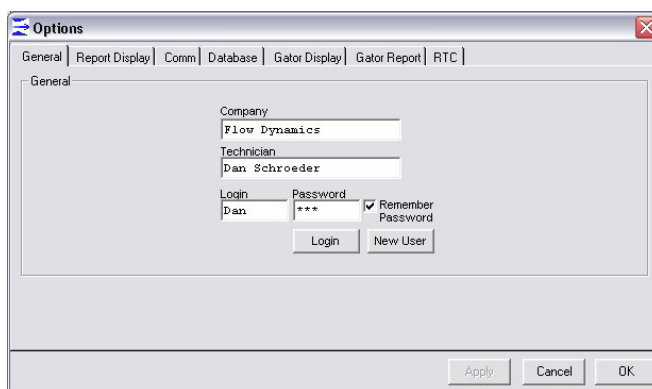 Options
General Report Display Comm Database Gator Display Gator Report RTC
General
Company
Flow Dynamics
Technician
Dan Schroeder
Login Password
Dan *** Remember Password
Login New User
Apply Cancel OK